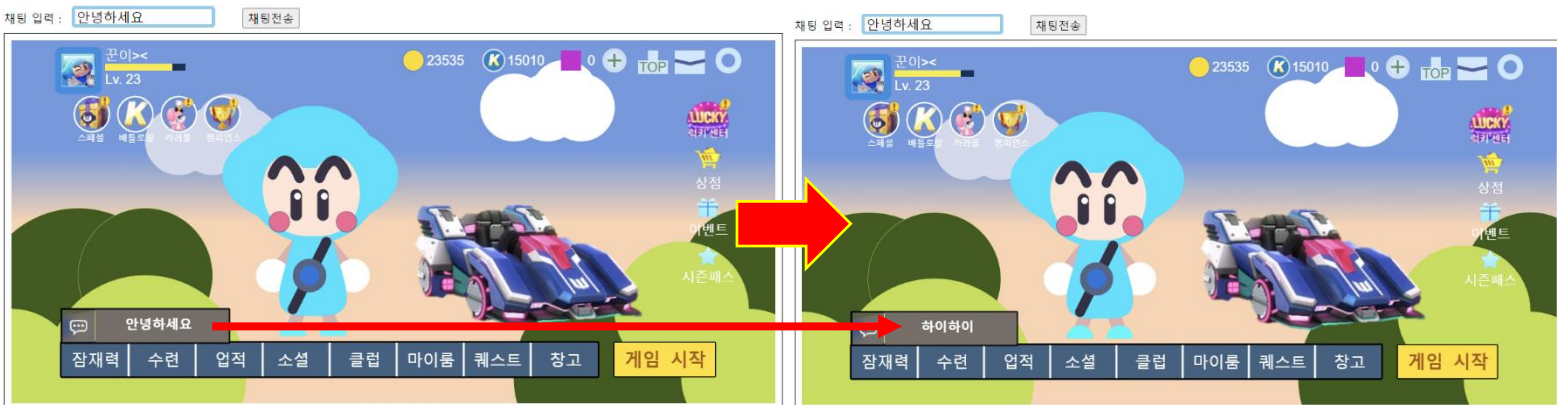 채팅 입력 : 안녕하세요 채팅전송
꾼이><
Lv. 23
23535 K 15010 0 TOP
스페셜 배틀로얄 카러플 챔피언스
LUCKY
럭키센터
상점
이벤트
시즌패스
안녕하세요
잠재력 수련 업적 소셜 클럽 마이룸 퀘스트 창고 게임 시작
채팅 입력 : 안녕하세요 채팅전송
꾼이><
Lv. 23
23535 K 15010 0 TOP
스페셜 배틀로얄 카러플 챔피언스
LUCKY
럭키센터
상점
이벤트
시즌패스
하이하이
잠재력 수련 업적 소셜 클럽 마이룸 퀘스트 창고 게임 시작